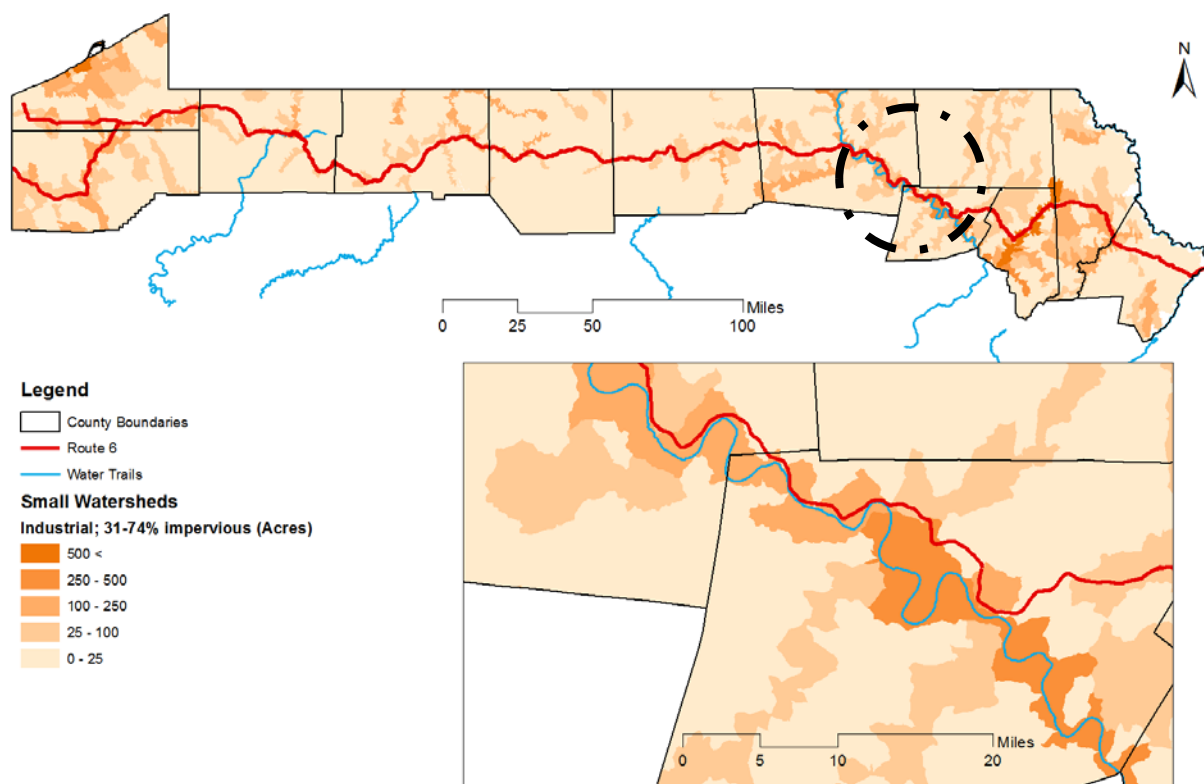 N
Miles
0 25 50 100
Legend
County Boundaries
Route 6
Water Trails
Small Watersheds
Industrial; 31-74% impervious (Acres)
500 <
250 - 500
100 - 250
25 - 100
0 - 25
Miles
0 5 10 20